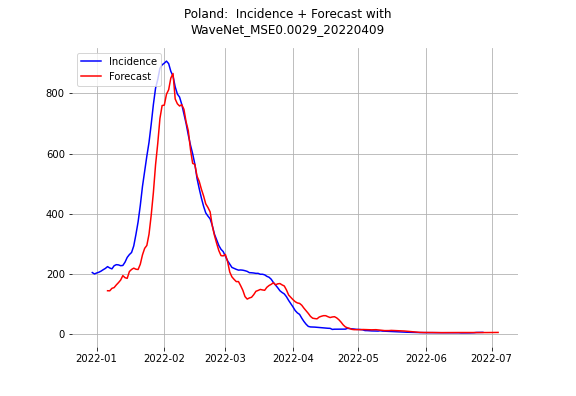 Poland:  Incidence + Forecast with
WaveNet_MSE0.0029_20220409
Incidence
Forecast
800
600
400
200
0
2022-01 2022-02 2022-03 2022-04 2022-05 2022-06 2022-07